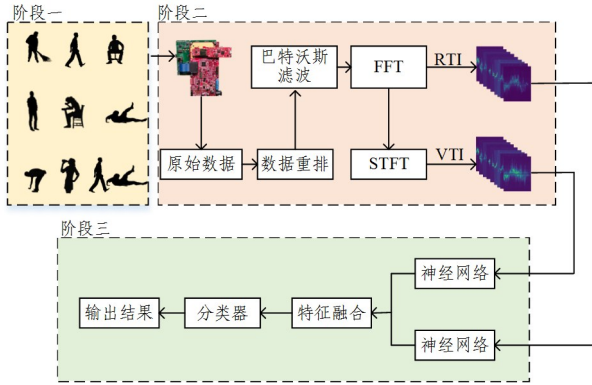 阶段一
阶段二
巴特沃斯
滤波
FFT
RTI
原始数据
数据重排
STFT
VTI
阶段三
神经网络
输出结果
分类器
特征融合
神经网络